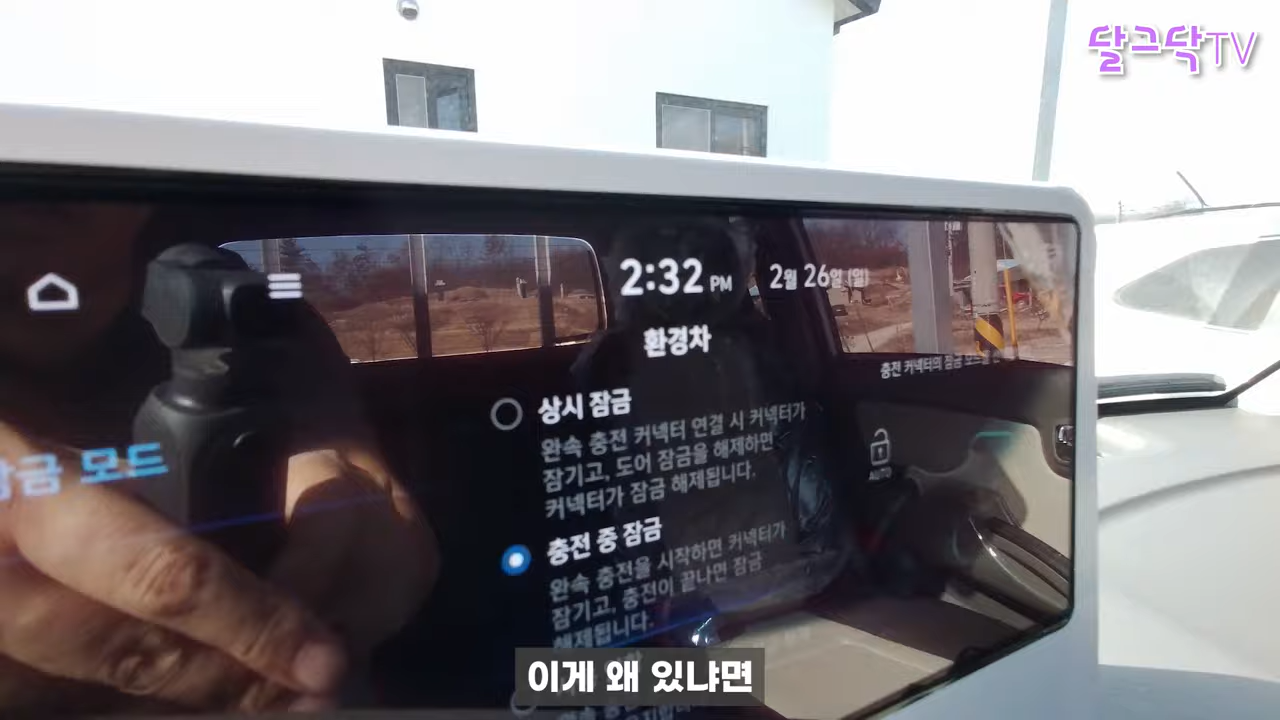 달그닥TV
2:32 PM
2월 26일 (일)
환경차
충전 커넥터의 잠금
잠금 모드
상시 잠금
완속 충전 커넥터 연결 시 커넥터가
잠기고, 도어 잠금을 해제하면
커넥터가 잠금 해제됩니다.
AUTO
충전 중 잠금
완속 충전을 시작하면 커넥터가
잠기고, 충전이 끝나면 잠금
해제됩니다.
이게 왜 있냐면